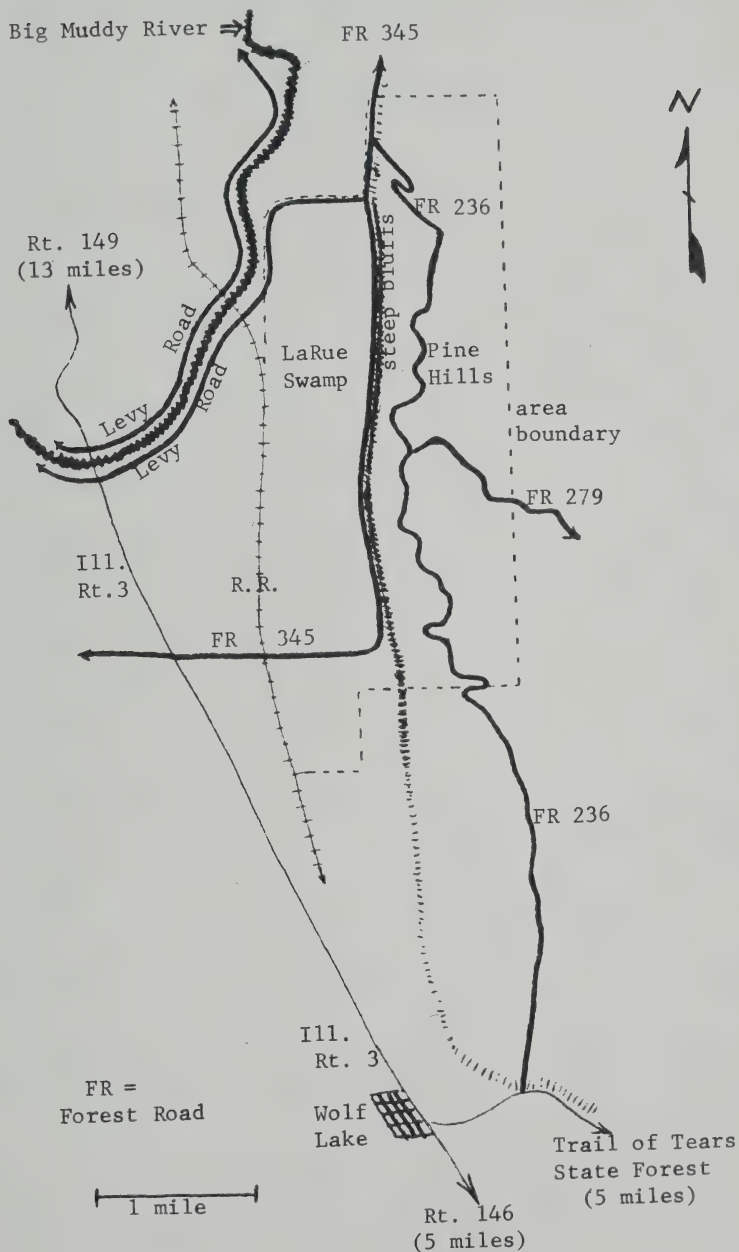 Big Muddy River
FR 345
N
FR 236
Rt. 149
(13 miles)
steep bluffs
Road
LaRue
Swamp
Pine
Hills
Road
Levy
Levy
area
boundary
FR 279
Ill.
Rt.3
R.R.
FR 345
FR 236
Ill.
Rt. 3
FR =
Forest Road
Wolf
Lake
1 mile
Trail of Tears
State Forest
(5 miles)
Rt. 146
(5 miles)